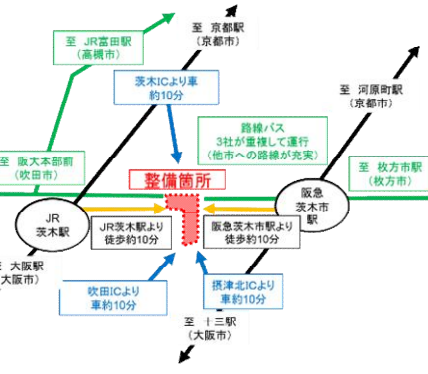 至 京都駅
（京都市）
至 JR富田駅
（高槻市）
茨木ICより車
約10分
至 河原町駅
（京都市）
路線バス
3社が重複して運行
（他市への路線が充実）
至 阪大本部前
（吹田市）
整備箇所
至 枚方市駅
（枚方市）
JR
茨木駅
阪急
茨木市
駅
JR茨木駅より
徒歩約10分
阪急茨木市駅より
徒歩約10分
至 大阪駅
（大阪市）
吹田ICより
車約10分
摂津北ICより
車約10分
至 十三駅
（大阪市）